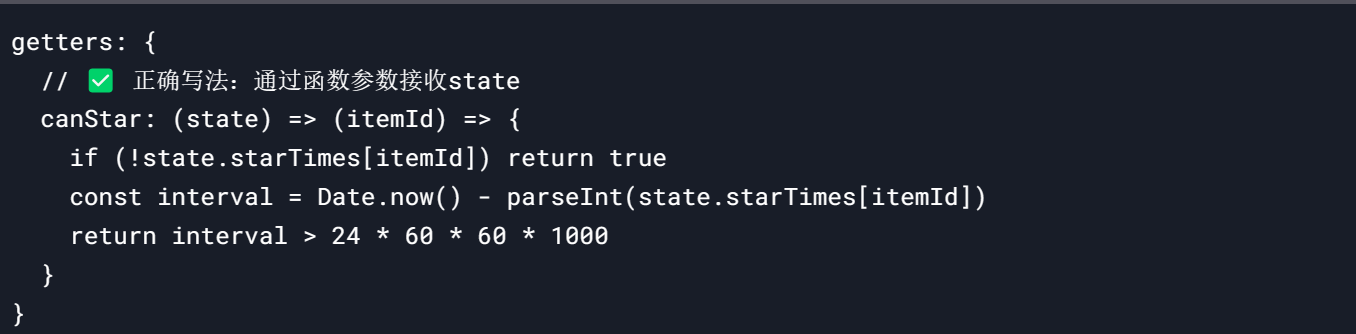 getters: {
  // ✅ 正确写法：通过函数参数接收state
  canStar: (state) => (itemId) => {
    if (!state.starTimes[itemId]) return true
    const interval = Date.now() - parseInt(state.starTimes[itemId])
    return interval > 24 * 60 * 60 * 1000
  }
}